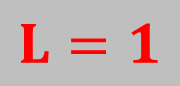 L = 1